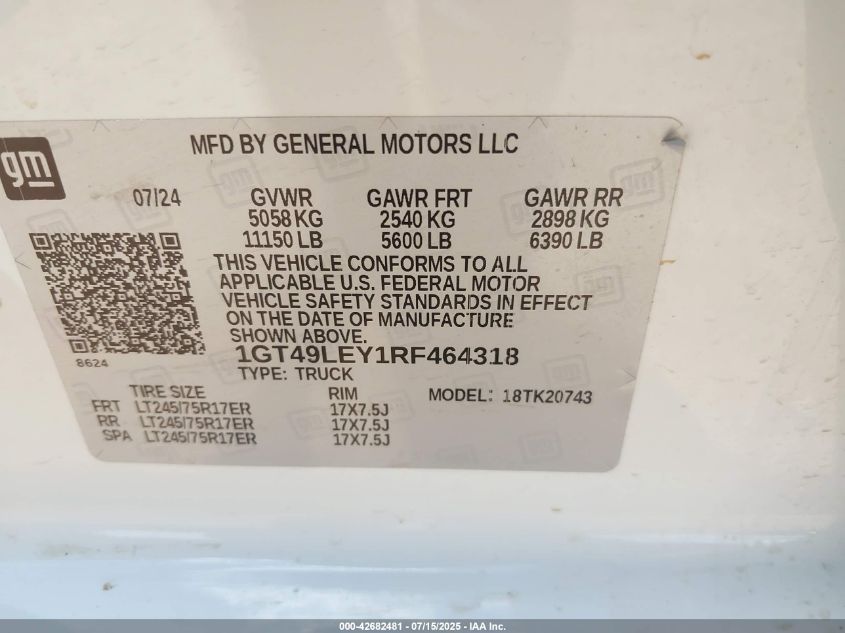 MFD BY GENERAL MOTORS LLC
gm
07/24 GVWR GAWR FRT GAWR RR
5058 KG 2540 KG 2898 KG
11150 LB 5600 LB 6390 LB
THIS VEHICLE CONFORMS TO ALL
APPLICABLE U.S. FEDERAL MOTOR
VEHICLE SAFETY STANDARDS IN EFFECT
ON THE DATE OF MANUFACTURE
SHOWN ABOVE.
8624
1GT49LEY1RF464318
TYPE: TRUCK
TIRE SIZE RIM MODEL: 18TK20743
FRT LT245/75R17ER 17X7.5J
RR LT245/75R17ER 17X7.5J
SPA LT245/75R17ER 17X7.5J
000-42682481 - 07/15/2025 - IAA Inc.